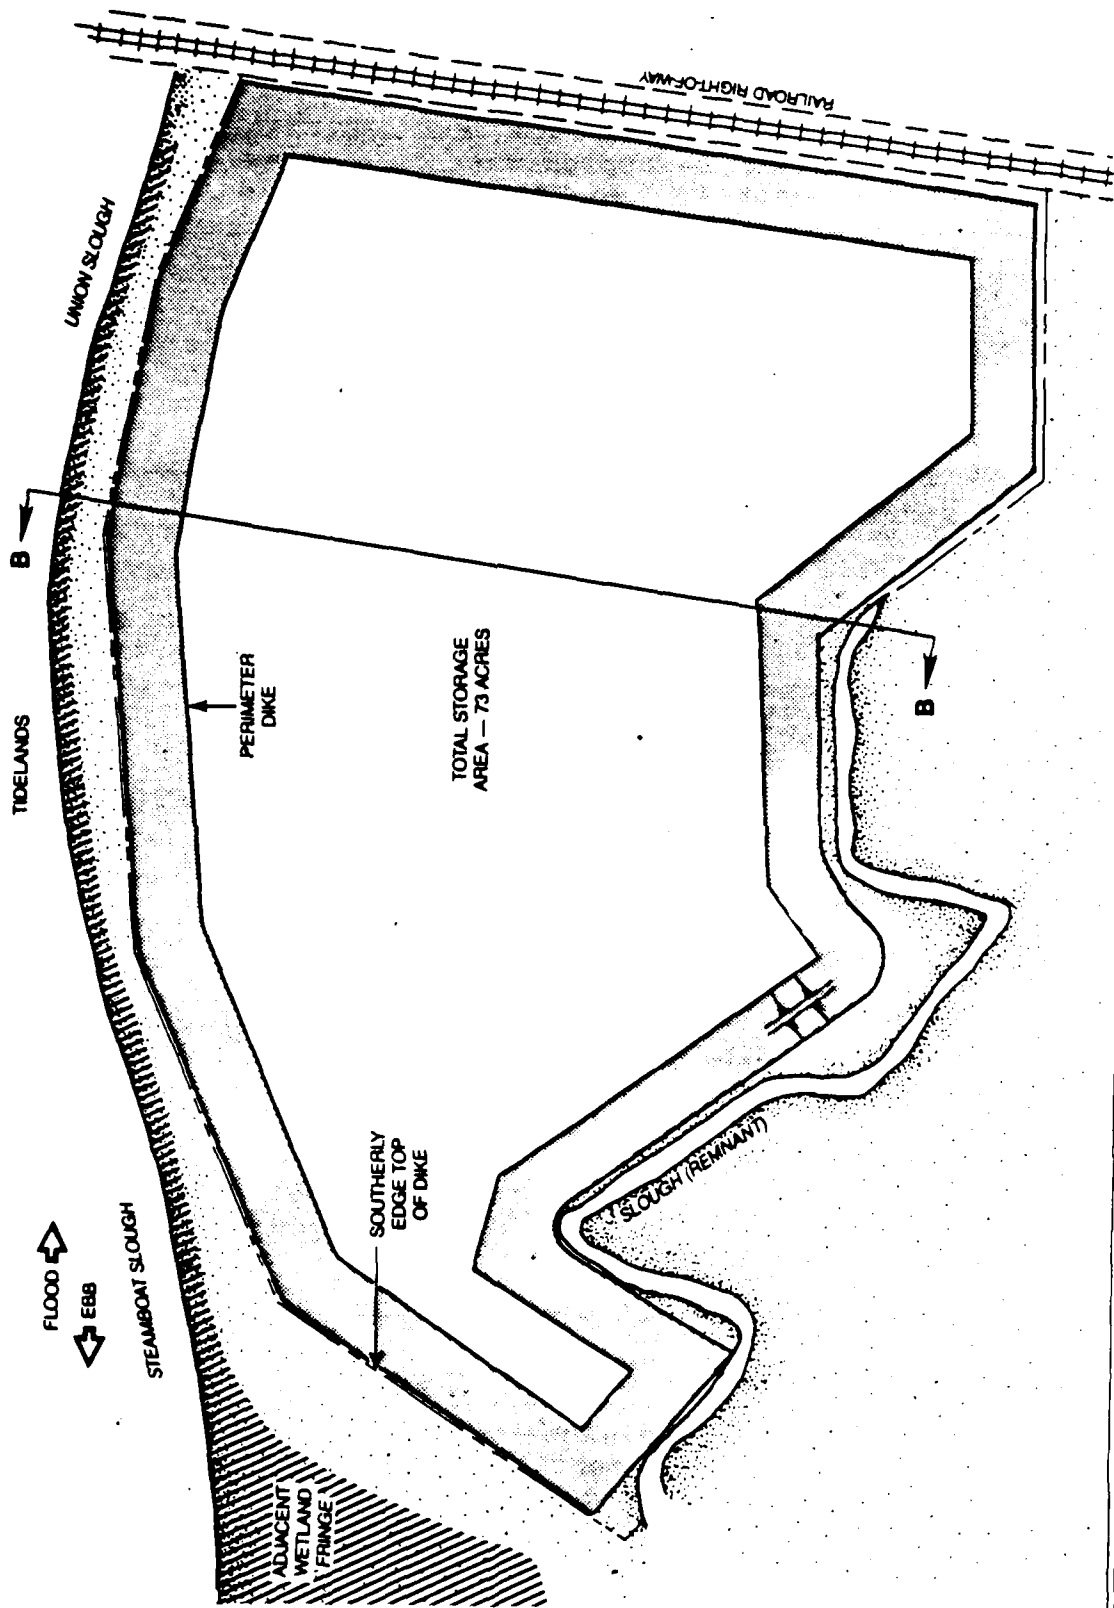 TIDELANDS
UNION SLOUGH
RAILROAD RIGHT-OF-WAY
B
PERIMETER
DIKE
TOTAL STORAGE
AREA — 73 ACRES
B
FLOOD
EBB
STEAMBOAT SLOUGH
SOUTHERLY
EDGE TOP
OF DIKE
SLOUGH (REMNANT)
ADJACENT
WETLAND
FRINGE